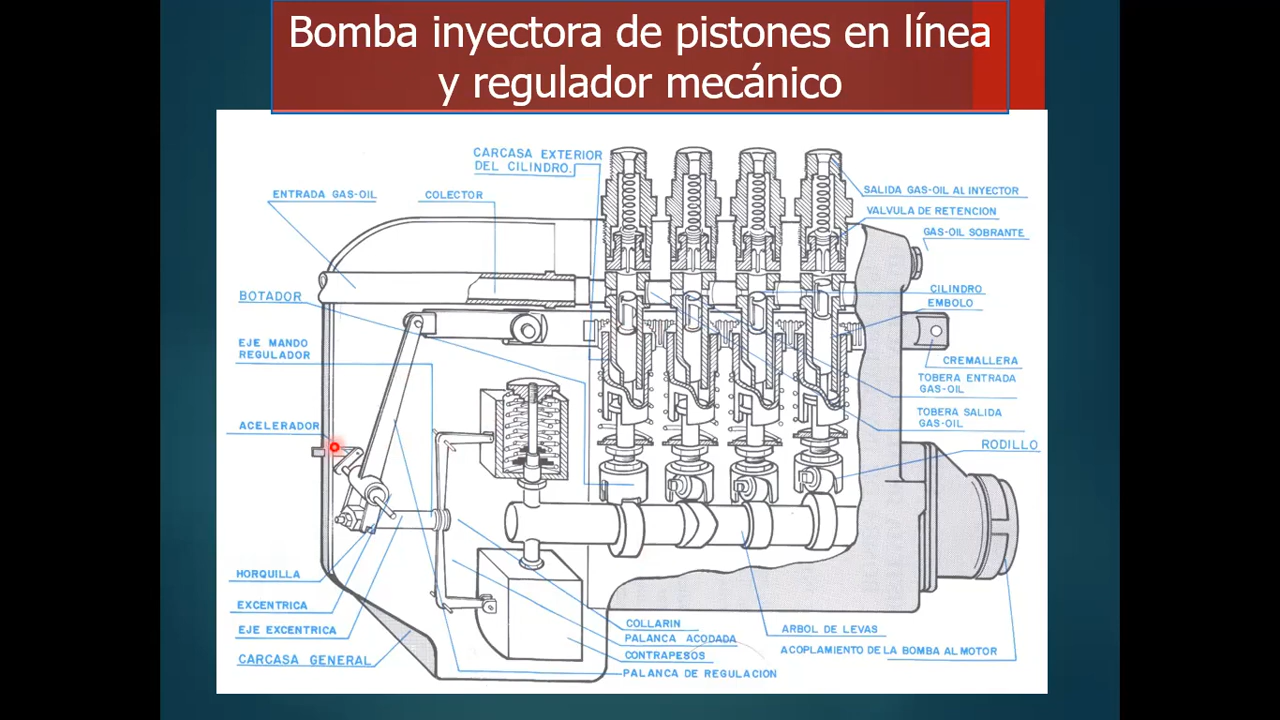 Bomba inyectora de pistones en línea
y regulador mecánico
CARCASA EXTERIOR
DEL CILINDRO.
ENTRADA GAS-OIL
COLECTOR
SALIDA GAS-OIL AL INYECTOR
VALVULA DE RETENCION
GAS-OIL SOBRANTE
BOTADOR
CILINDRO
EMBOLO
EJE MANDO
REGULADOR
CREMALLERA
TOBERA ENTRADA
GAS-OIL
TOBERA SALIDA
GAS-OIL
ACELERADOR
RODILLO
HORQUILLA
EXCENTRICA
EJE EXCENTRICA
CARCASA GENERAL
COLLARIN
PALANCA ACODADA
CONTRAPESOS
PALANCA DE REGULACION
ARBOL DE LEVAS
ACOPLAMIENTO DE LA BOMBA AL MOTOR